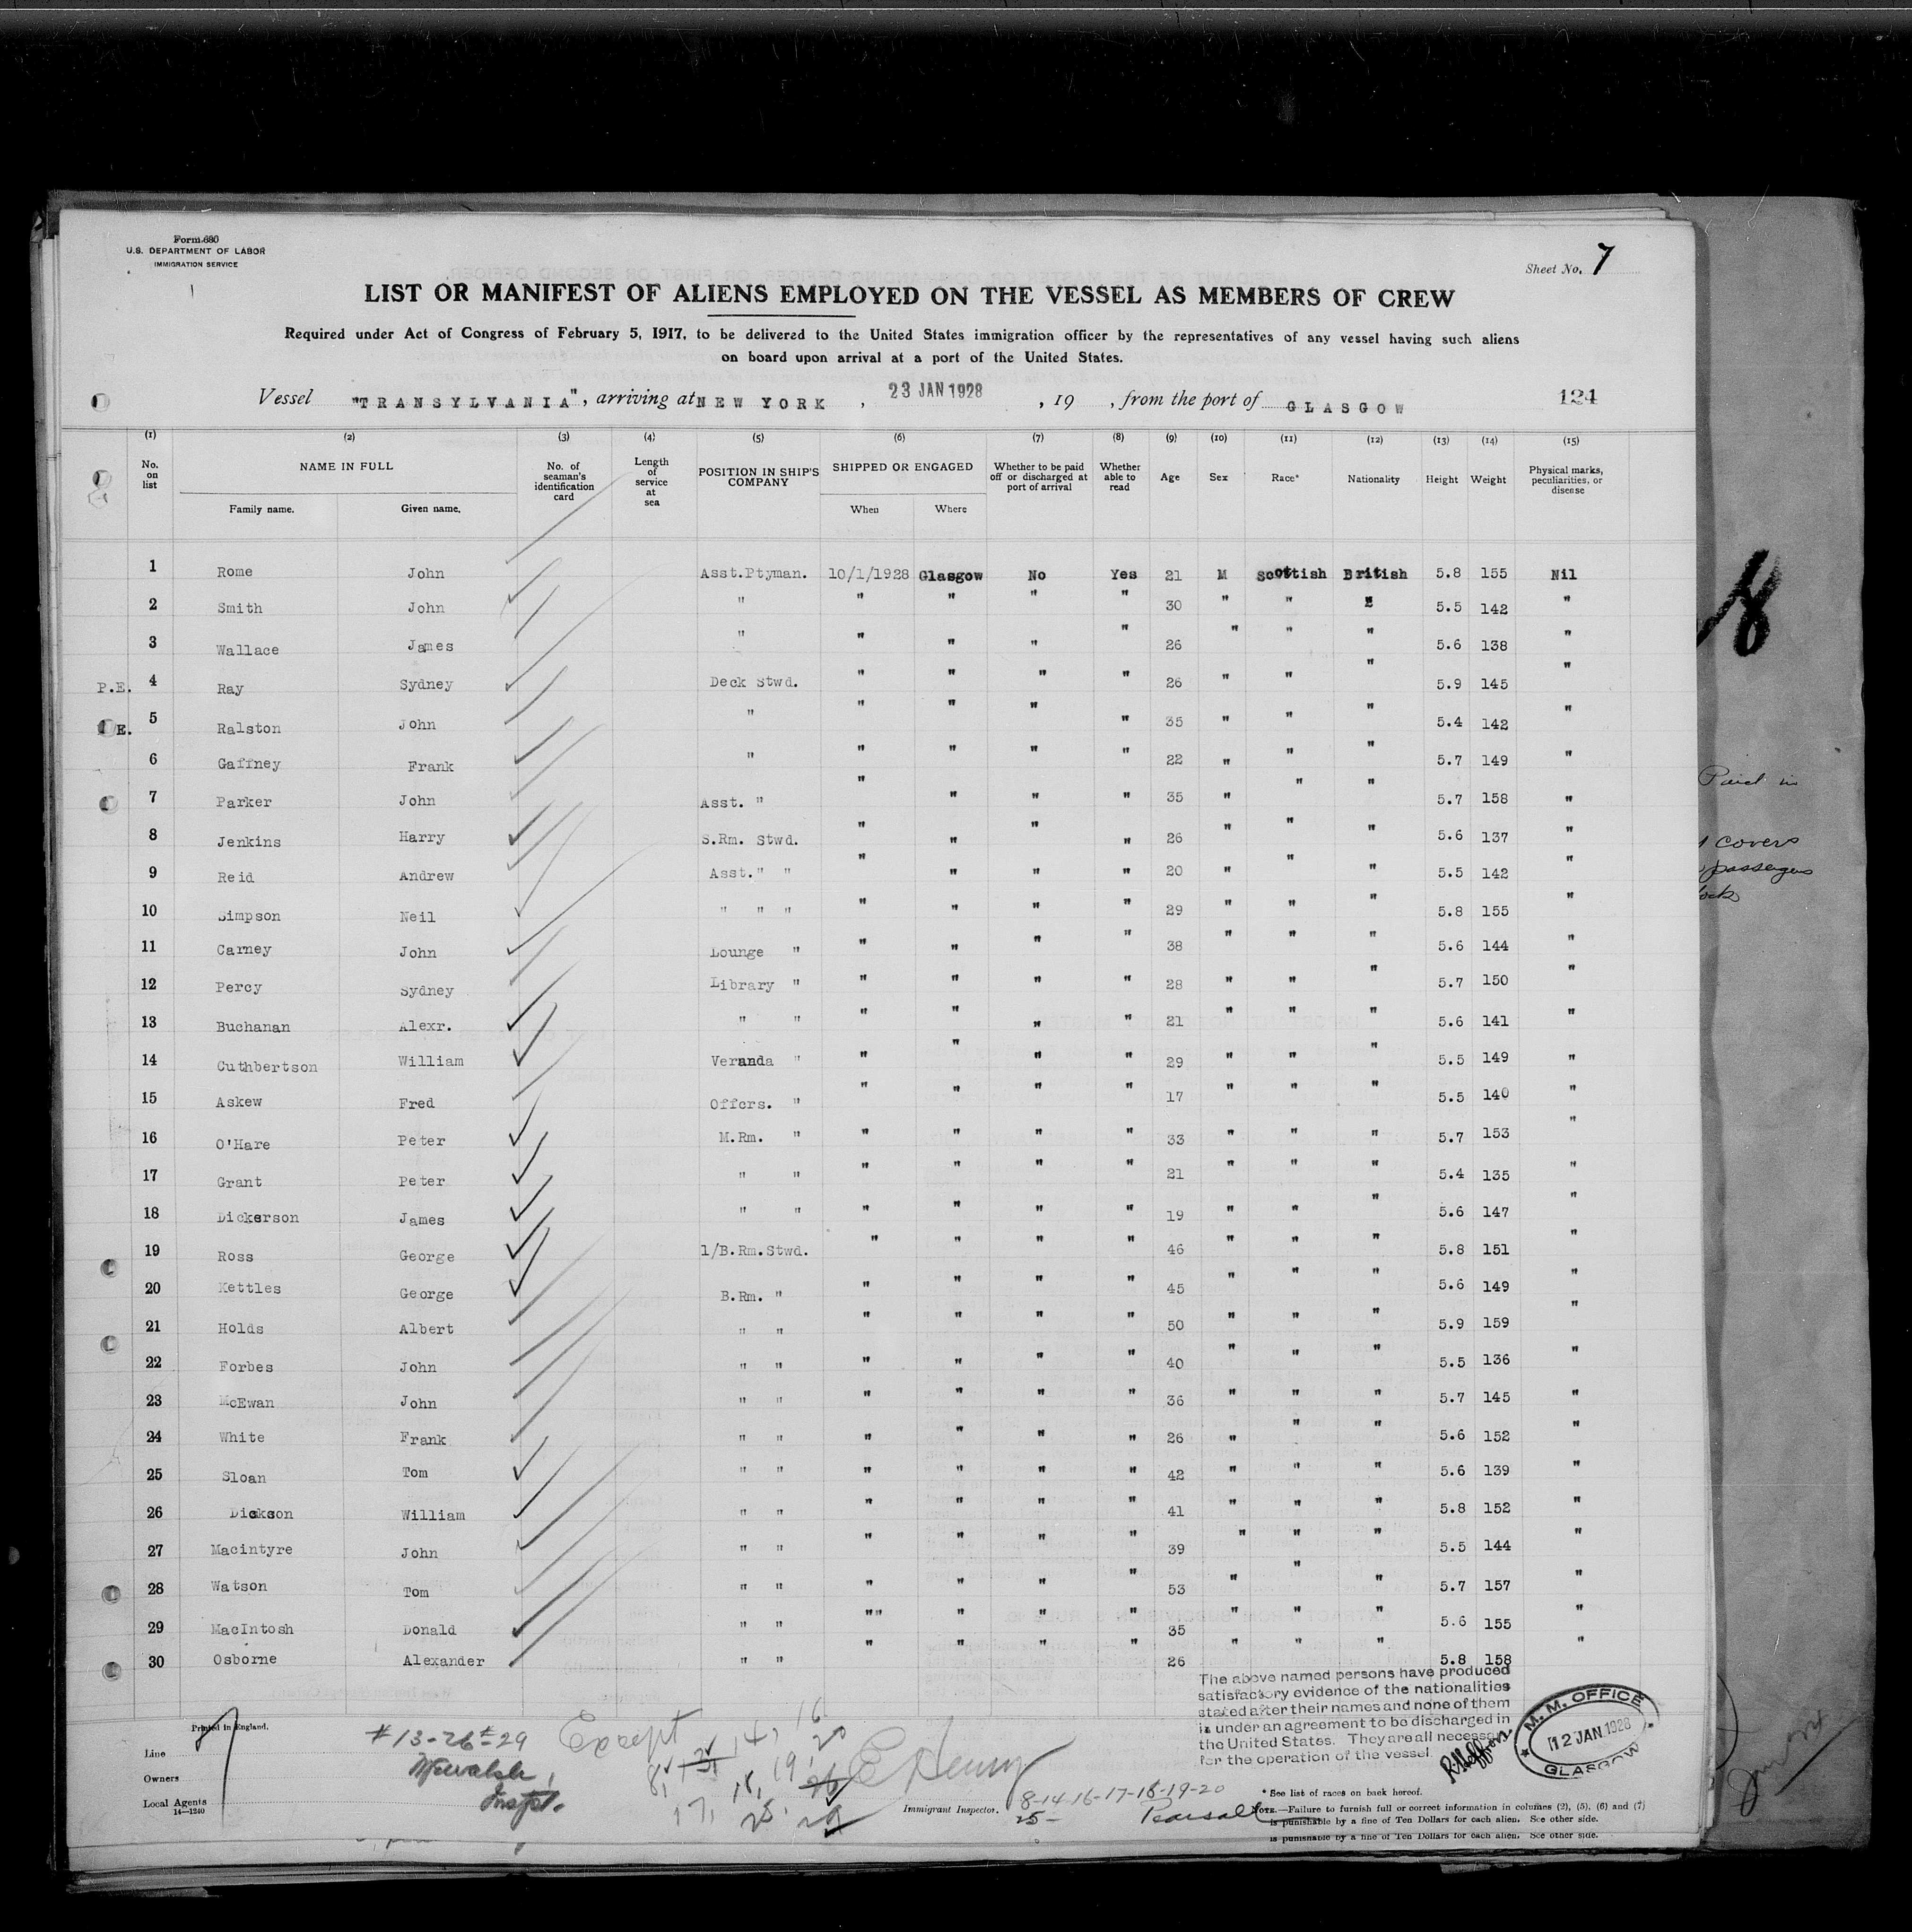 Form 680
U.S. DEPARTMENT OF LABOR
IMMIGRATION SERVICE
Sheet No. 7
LIST OR MANIFEST OF ALIENS EMPLOYED ON THE VESSEL AS MEMBERS OF CREW
Required under Act of Congress of February 5, 1917, to be delivered to the United States immigration officer by the representatives of any vessel having such aliens
on board upon arrival at a port of the United States.
Vessel "TRANSYLVANIA", arriving at NEW YORK, 23 JAN 1928, 19 , from the port of GLASGOW 124
(1) (2) (3) (4) (5) (6) (7) (8) (9) (10) (11) (12) (13) (14) (15)
No. on list NAME IN FULL Family name. Given name. No. of seaman's identification card Length of service at sea POSITION IN SHIP'S COMPANY SHIPPED OR ENGAGED When Where Whether to be paid off or discharged at port of arrival Whether able to read Age Sex Race* Nationality Height Weight Physical marks, peculiarities, or disease
1 Rome John Asst.Ptyman. 10/1/1928 Glasgow No Yes 21 M Scottish British 5.8 155 Nil
2 Smith John " " " " " 30 " " " 5.5 142 "
3 Wallace James " " " " " 26 " " " 5.6 138 "
P.E. 4 Ray Sydney Deck Stwd. " " " " 26 " " " 5.9 145 "
E. 5 Ralston John " " " " " 35 " " " 5.4 142 "
6 Gaffney Frank " " " " " 22 " " " 5.7 149 "
7 Parker John Asst. " " " " " 35 " " " 5.7 158 "
8 Jenkins Harry S.Rm. Stwd. " " " " 26 " " " 5.6 137 "
9 Reid Andrew Asst. " " " " " " 20 " " " 5.5 142 "
10 Simpson Neil " " " " " " " 29 " " " 5.8 155 "
11 Carney John Lounge " " " " " 38 " " " 5.6 144 "
12 Percy Sydney Library " " " " " 28 " " " 5.7 150 "
13 Buchanan Alexr. " " " " " " 21 " " " 5.6 141 "
14 Cuthbertson William Veranda " " " " " 29 " " " 5.5 149 "
15 Askew Fred Offcrs. " " " " " 17 " " " 5.5 140 "
16 O'Hare Peter M.Rm. " " " " " 33 " " " 5.7 153 "
17 Grant Peter " " " " " " 21 " " " 5.4 135 "
18 Dickerson James " " " " " " 19 " " " 5.6 147 "
19 Ross George 1/B.Rm.Stwd. " " " " 46 " " " 5.8 151 "
20 Kettles George B.Rm. " " " " " 45 " " " 5.6 149 "
21 Holds Albert " " " " " " 50 " " " 5.9 159 "
22 Forbes John " " " " " " 40 " " " 5.5 136 "
23 McEwan John " " " " " " 36 " " " 5.7 145 "
24 White Frank " " " " " " 26 " " " 5.6 152 "
25 Sloan Tom " " " " " " 42 " " " 5.6 139 "
26 Dickson William " " " " " " 41 " " " 5.8 152 "
27 Macintyre John " " " " " " 39 " " " 5.5 144 "
28 Watson Tom " " " " " " 53 " " " 5.7 157 "
29 MacIntosh Donald " " "" " " " 35 " " " 5.6 155 "
30 Osborne Alexander " " " " " " 26 " " " 5.8 158 "
The above named persons have produced
satisfactory evidence of the nationalities
stated after their names and none of them
is under an agreement to be discharged in
the United States. They are all necessary
for the operation of the vessel.
M. M. OFFICE
12 JAN 1928
GLASGOW
Printed in England.
Line
Owners
Local Agents
14—1240
#13-26-29
Inspt.
Except
E Henry
Immigrant Inspector.
8-14-16-17-18-19-20
25-
Pearsall
* See list of races on back hereof.
NOTE.—Failure to furnish full or correct information in columns (2), (5), (6) and (7)
is punishable by a fine of Ten Dollars for each alien. See other side.
is punishable by a fine of Ten Dollars for each alien. See other side.
8
Paid in
covers
passengers